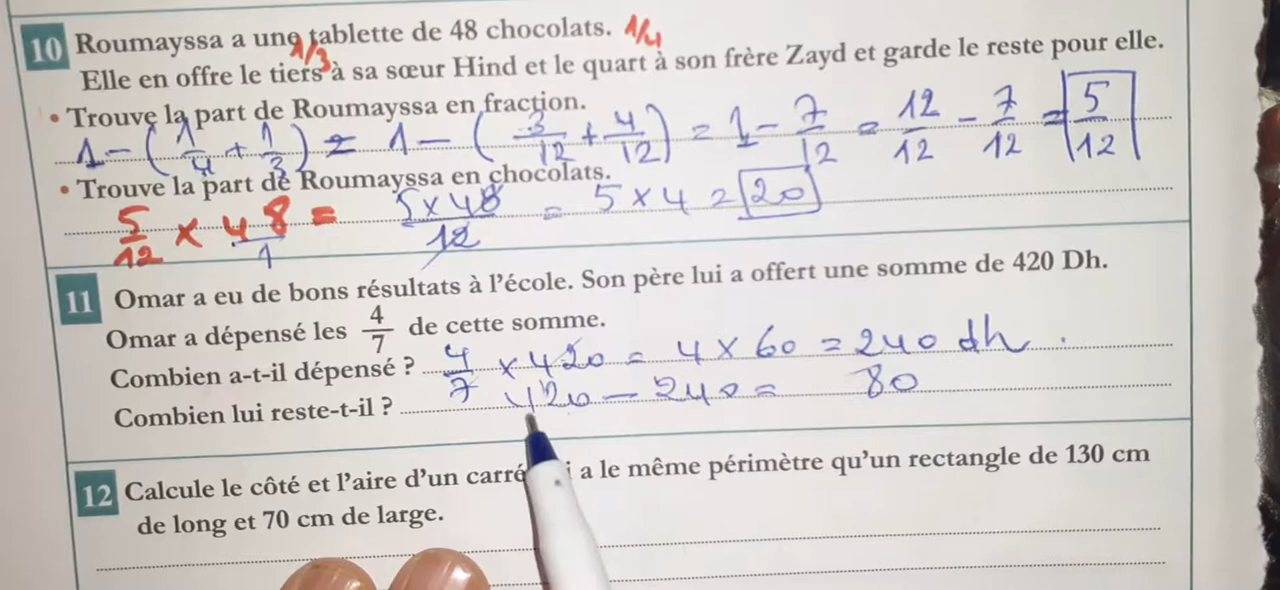 10 Roumayssa a une tablette de 48 chocolats. 1/4
1/3
Elle en offre le tiers à sa sœur Hind et le quart à son frère Zayd et garde le reste pour elle.
• Trouve la part de Roumayssa en fraction.
1 - (1/4 + 1/3) = 1 - (3/12 + 4/12) = 1 - 7/12 = 12/12 - 7/12 = 5/12
• Trouve la part de Roumayssa en chocolats.
5/12 × 48/1 = 5 × 48/12 = 5 × 4 = 20
11 Omar a eu de bons résultats à l'école. Son père lui a offert une somme de 420 Dh.
Omar a dépensé les 4/7 de cette somme.
Combien a-t-il dépensé ? 4/7 × 420 = 4 × 60 = 240 dh
Combien lui reste-t-il ? 420 - 240 = 80
12 Calcule le côté et l'aire d'un carré a le même périmètre qu'un rectangle de 130 cm
de long et 70 cm de large.